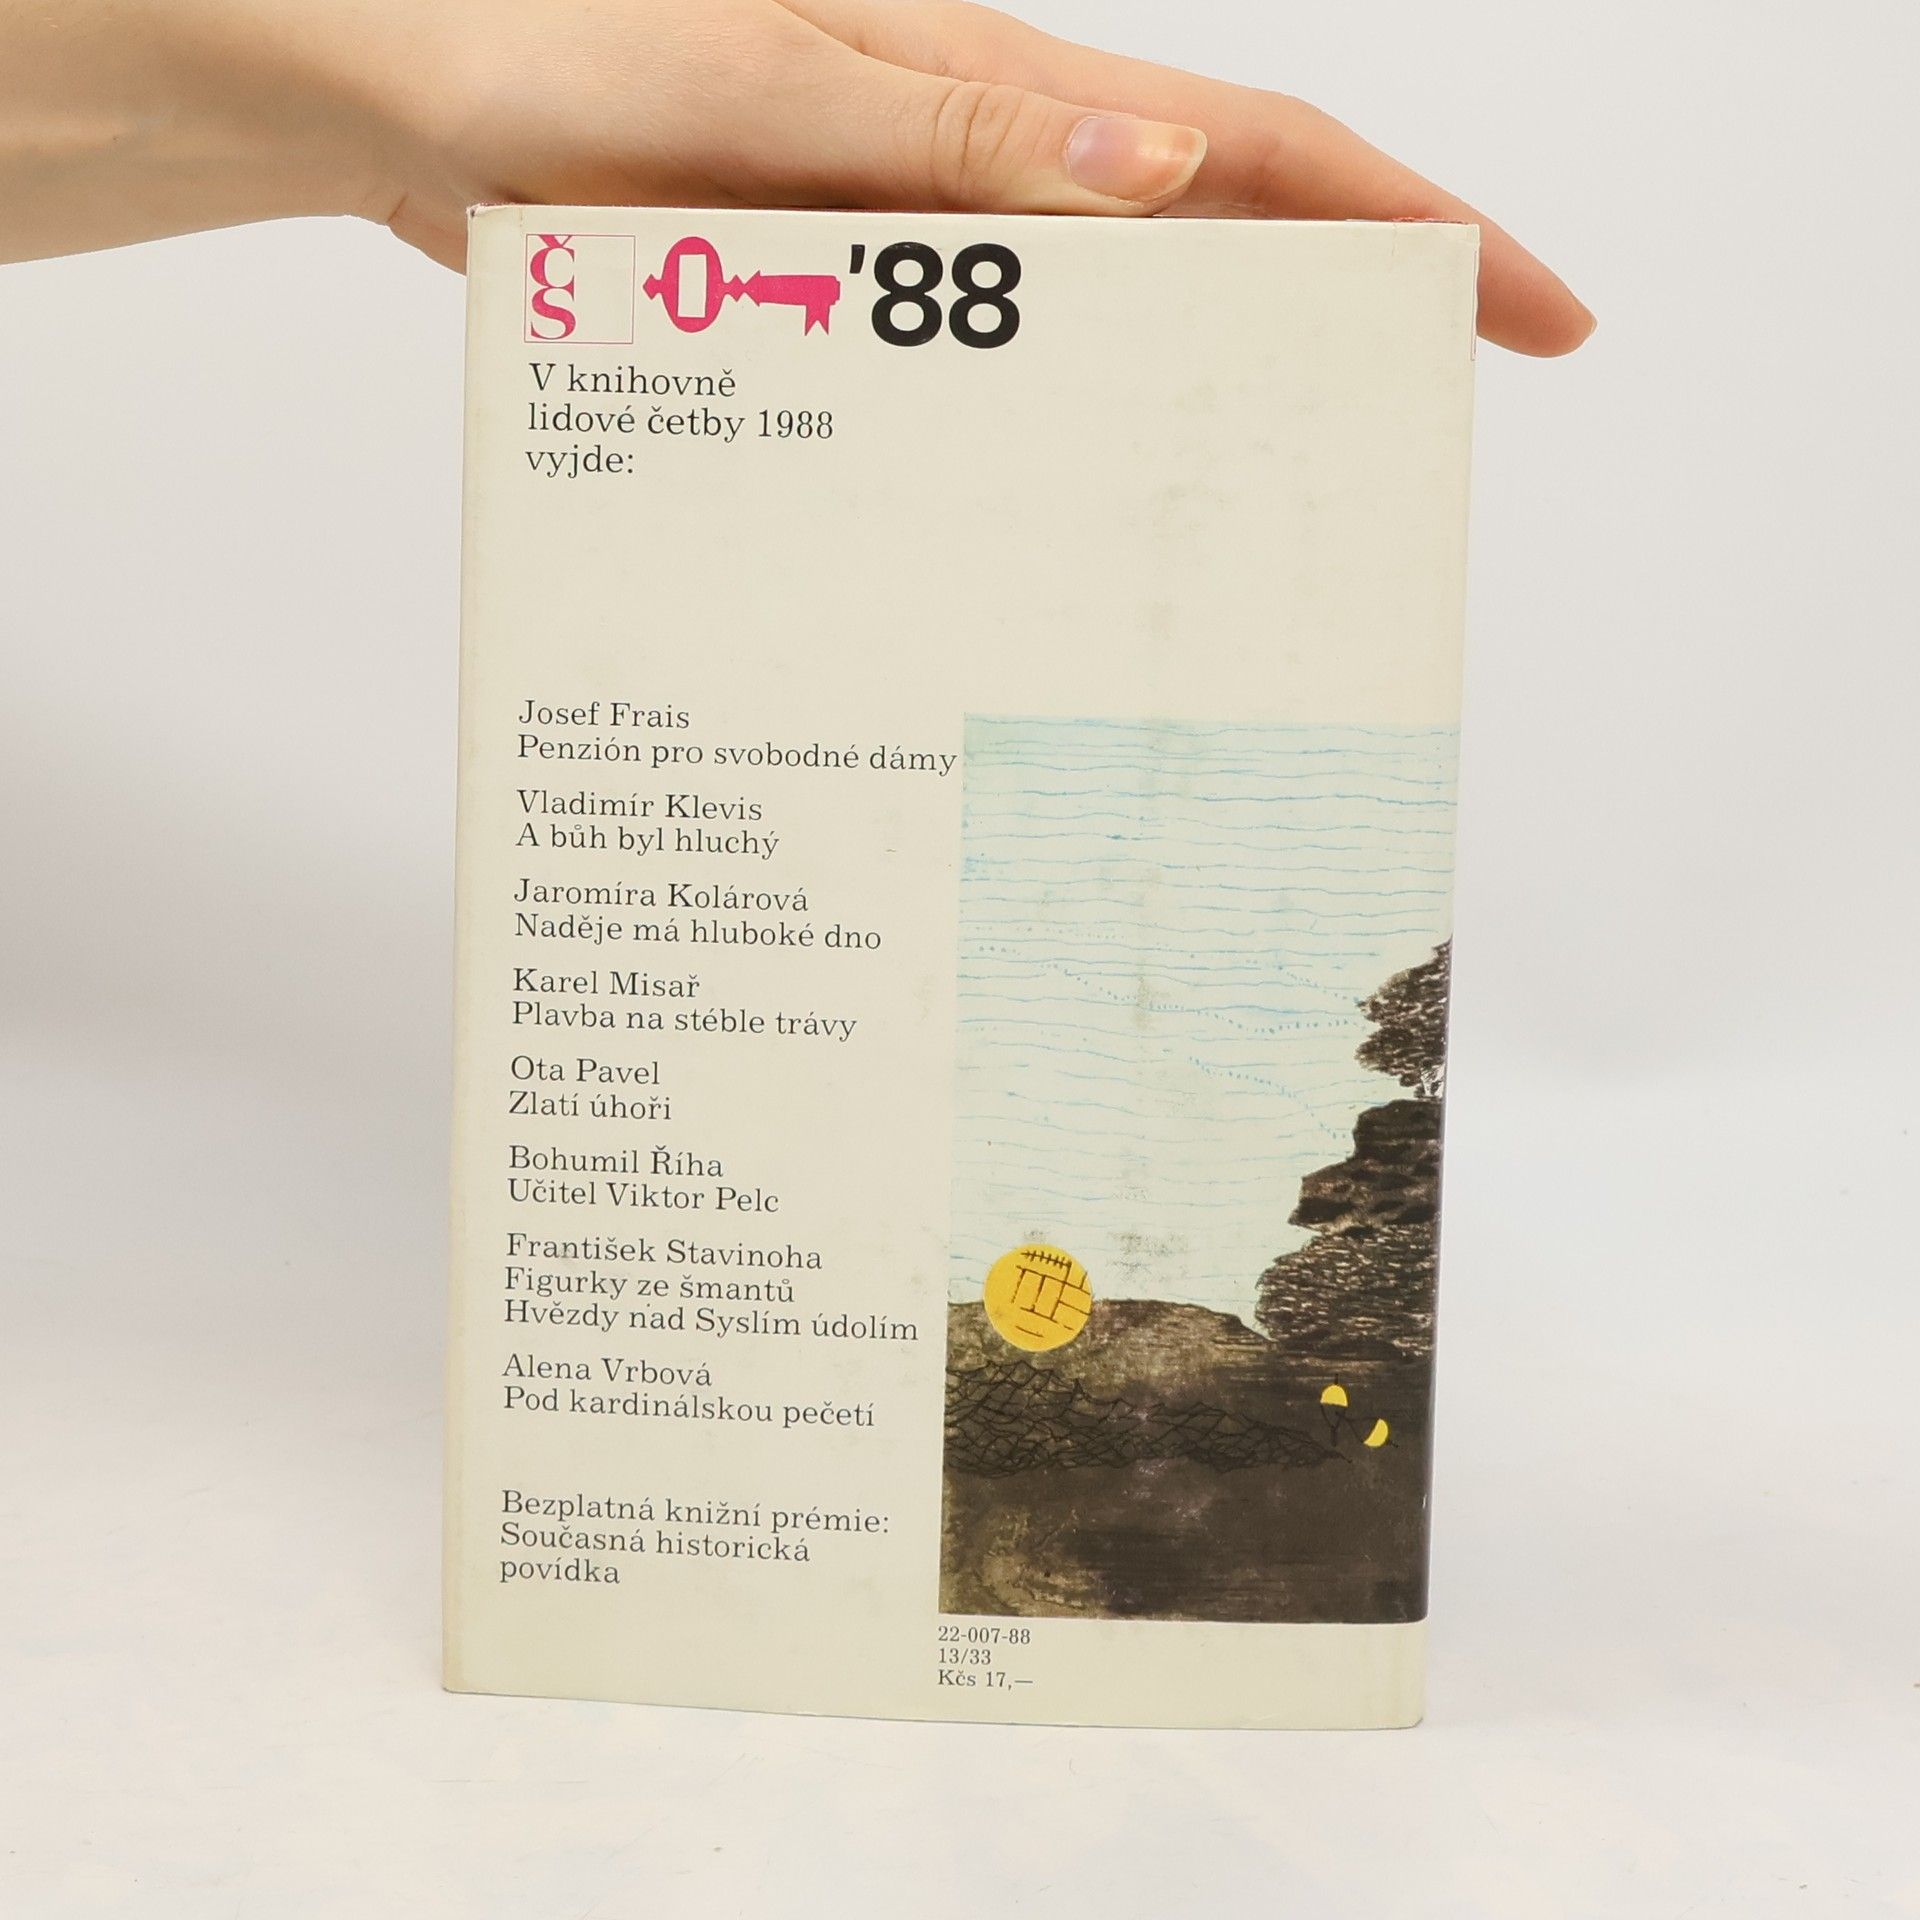 ČS
'88
V knihovně
lidové četby 1988
vyjde:
Josef Frais
Penzión pro svobodné dámy
Vladimír Klevis
A bůh byl hluchý
Jaromíra Kolárová
Naděje má hluboké dno
Karel Misař
Plavba na stéble trávy
Ota Pavel
Zlatí úhoři
Bohumil Říha
Učitel Viktor Pelc
František Stavinoha
Figurky ze šmantů
Hvězdy nad Syslím údolím
Alena Vrbová
Pod kardinálskou pečetí
Bezplatná knižní prémie:
Současná historická
povídka
22-007-88
13/33
Kčs 17,—